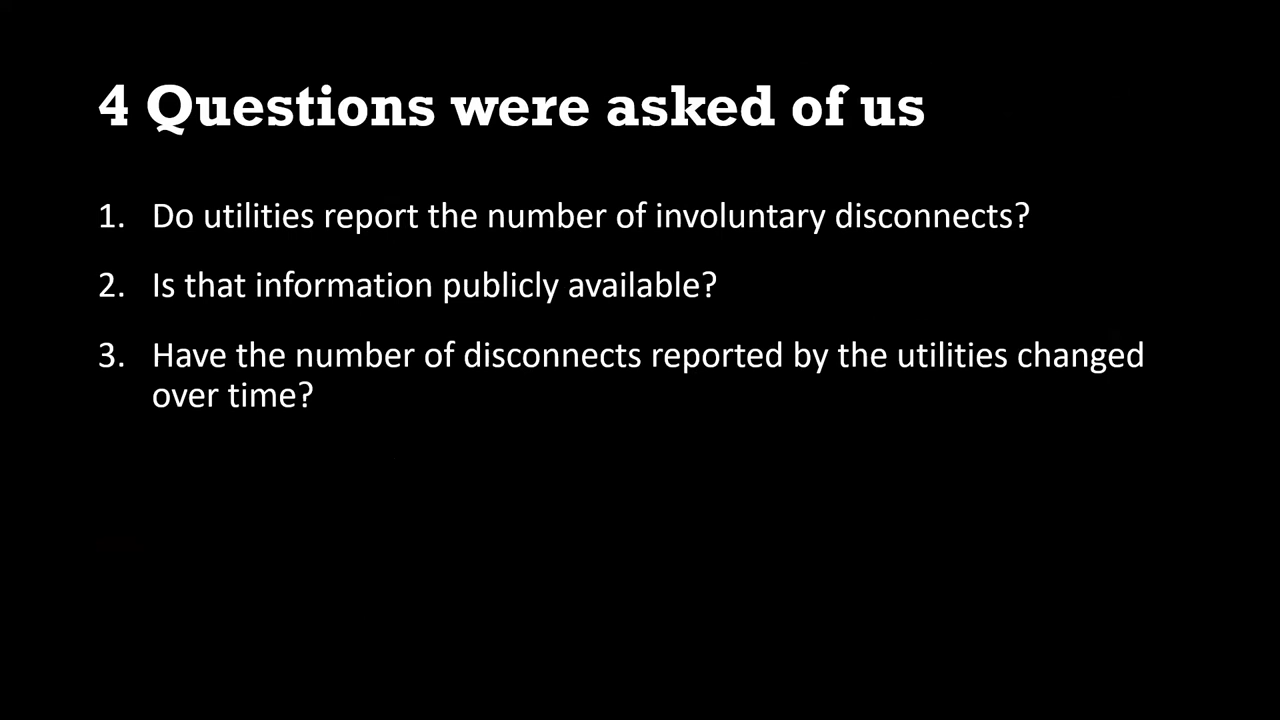 4 Questions were asked of us
1. Do utilities report the number of involuntary disconnects?
2. Is that information publicly available?
3. Have the number of disconnects reported by the utilities changed
over time?